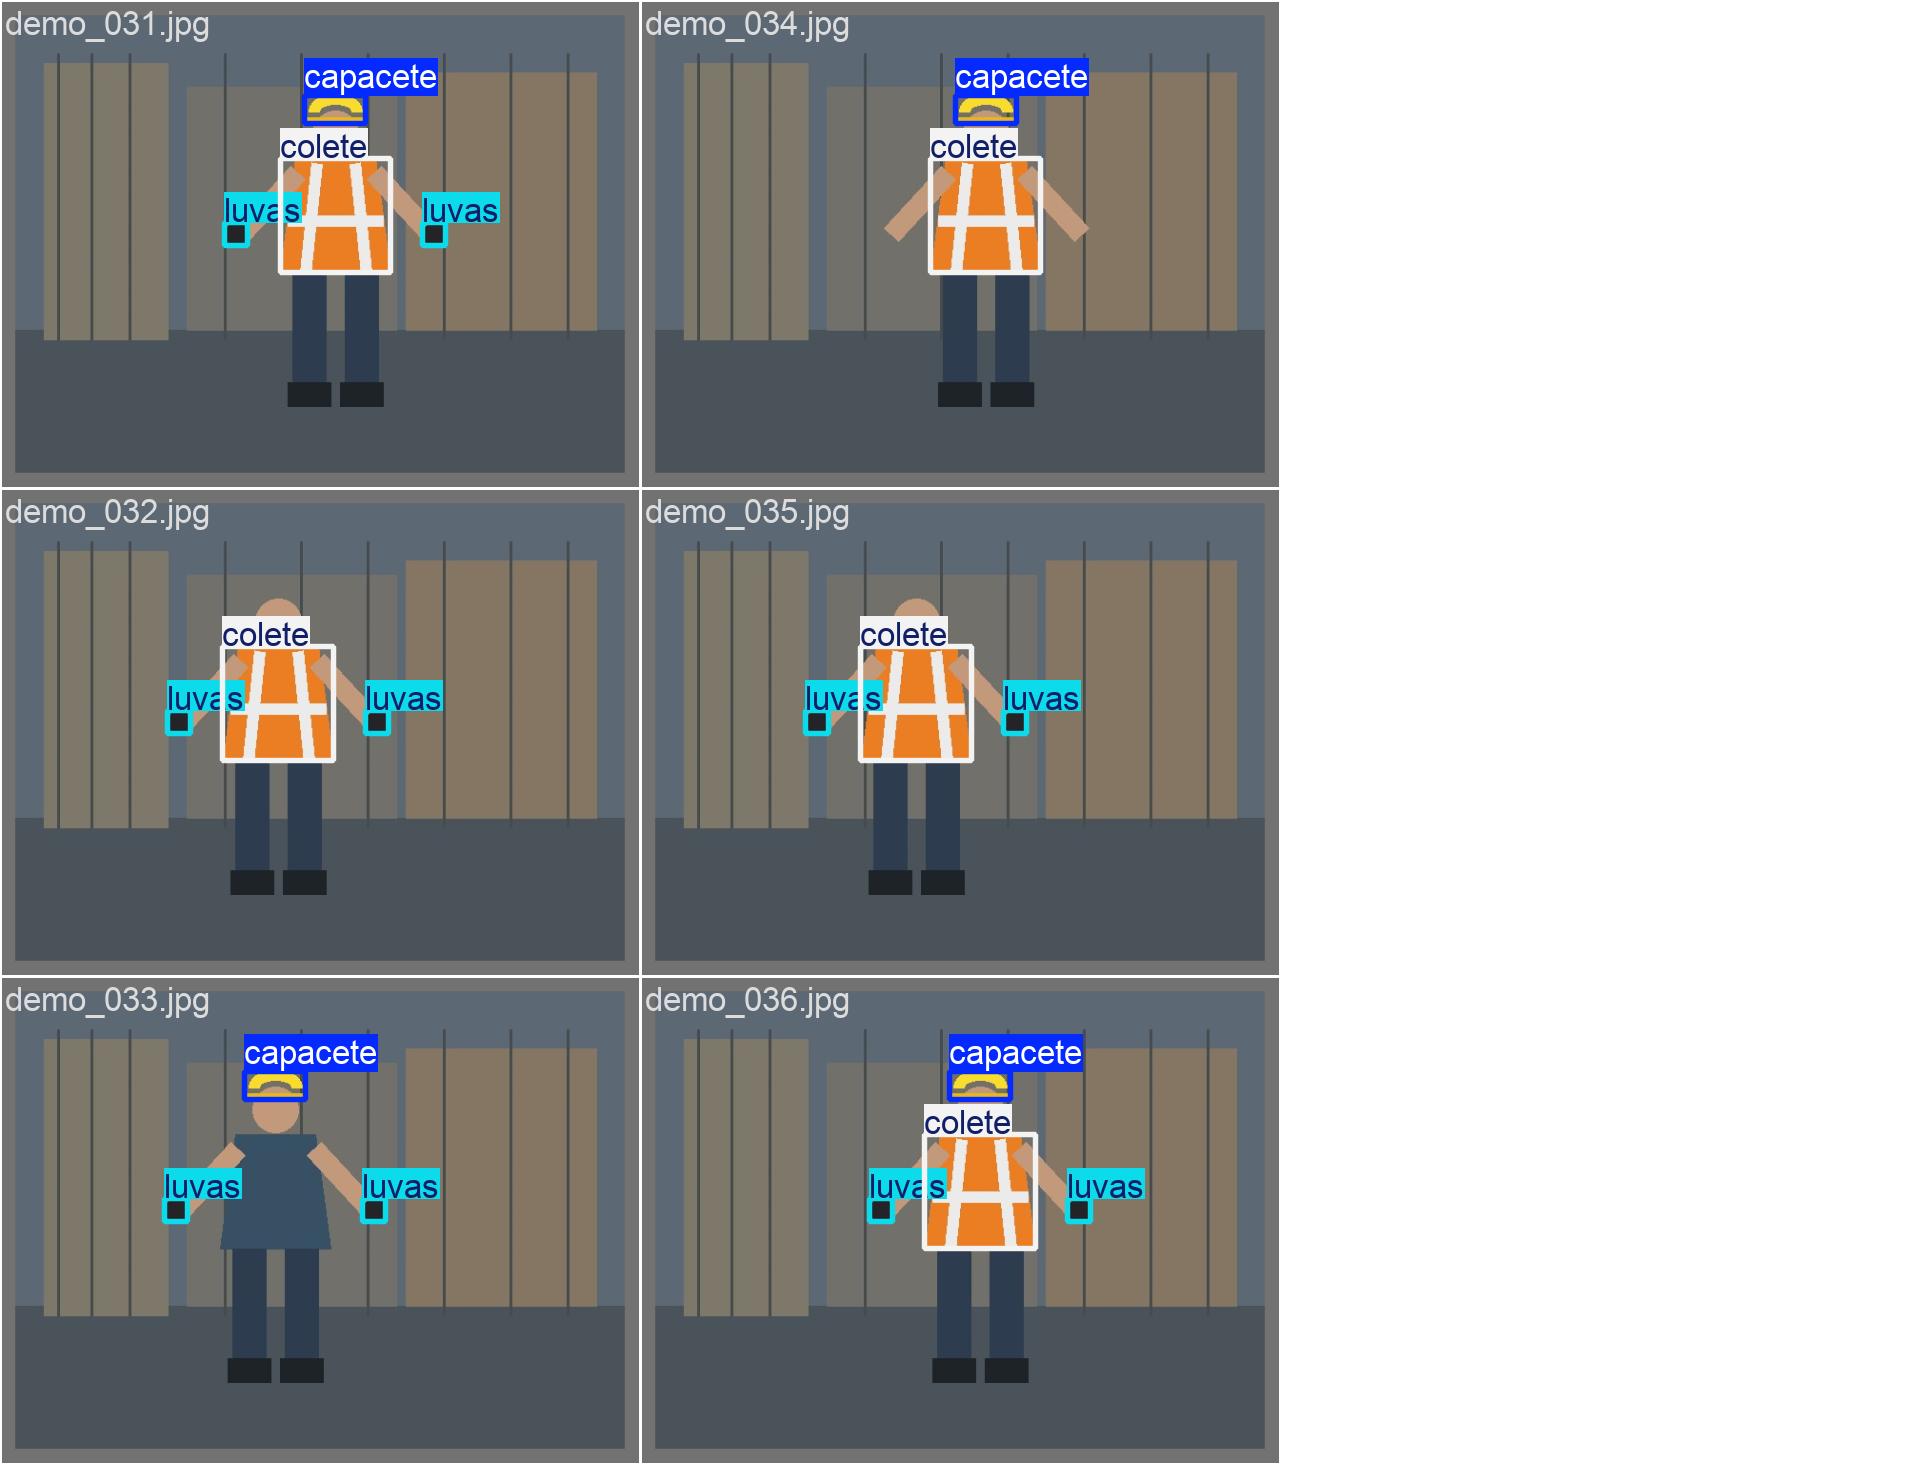 demo_031.jpg
capacete
colete
luvas
luvas
demo_034.jpg
capacete
colete
demo_032.jpg
colete
luvas
luvas
demo_035.jpg
colete
luvas
luvas
demo_033.jpg
capacete
luvas
luvas
demo_036.jpg
capacete
colete
luvas
luvas